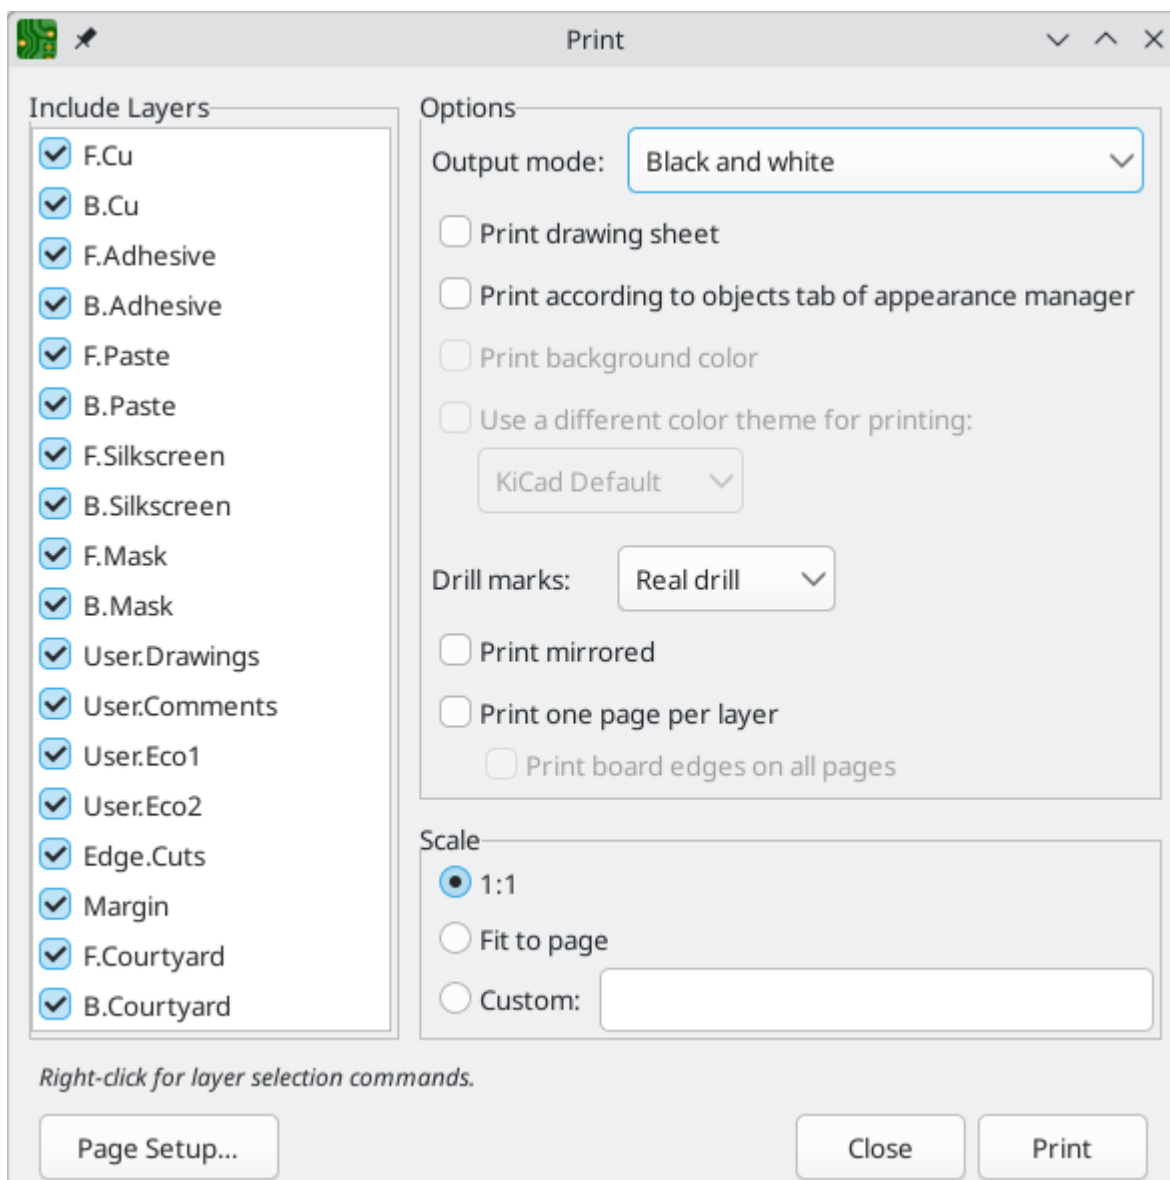 Print
Include Layers
F.Cu
B.Cu
F.Adhesive
B.Adhesive
F.Paste
B.Paste
F.Silkscreen
B.Silkscreen
F.Mask
B.Mask
User.Drawings
User.Comments
User.Eco1
User.Eco2
Edge.Cuts
Margin
F.Courtyard
B.Courtyard
Options
Output mode: Black and white
Print drawing sheet
Print according to objects tab of appearance manager
Print background color
Use a different color theme for printing:
KiCad Default
Drill marks: Real drill
Print mirrored
Print one page per layer
Print board edges on all pages
Scale
1:1
Fit to page
Custom:
Right-click for layer selection commands.
Page Setup... Close Print